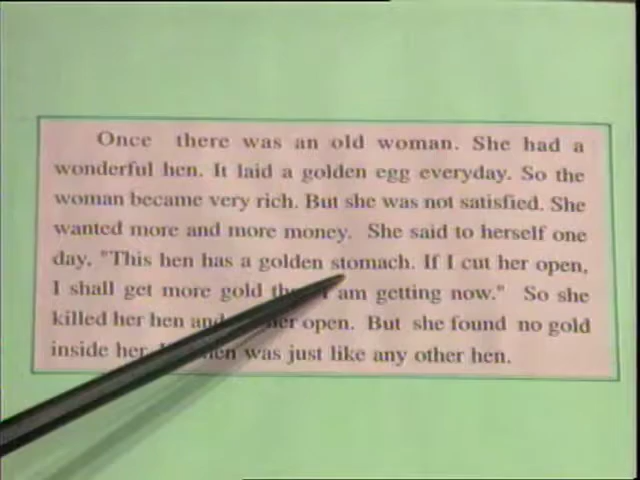 Once there was an old woman. She had a
wonderful hen. It laid a golden egg everyday. So the
woman became very rich. But she was not satisfied. She
wanted more and more money. She said to herself one
day, "This hen has a golden stomach. If I cut her open,
I shall get more gold I am getting now." So she
killed her hen and her open. But she found no gold
inside her. hen was just like any other hen.